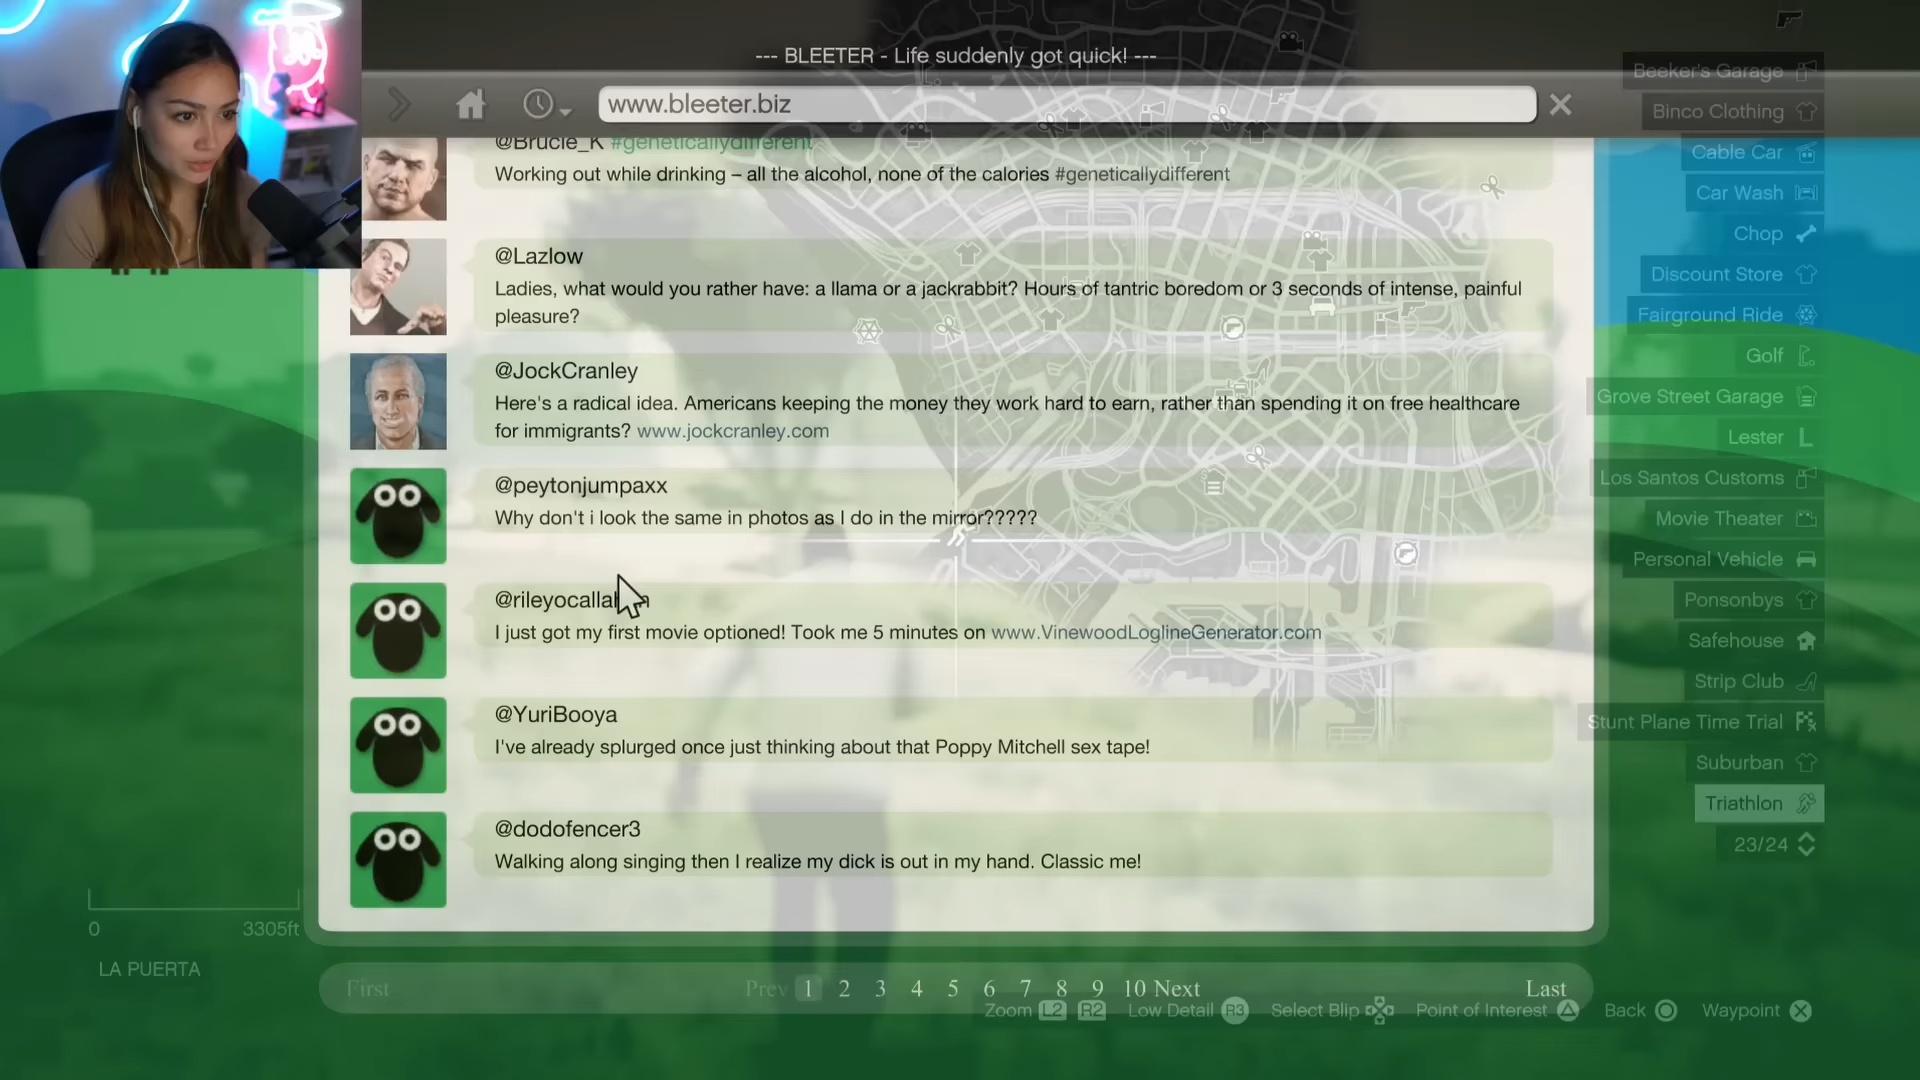 --- BLEETER - Life suddenly got quick! ---
www.bleeter.biz
@Brucie_K #geneticallydifferent
Working out while drinking – all the alcohol, none of the calories #geneticallydifferent
@Lazlow
Ladies, what would you rather have: a llama or a jackrabbit? Hours of tantric boredom or 3 seconds of intense, painful
pleasure?
@JockCranley
Here's a radical idea. Americans keeping the money they work hard to earn, rather than spending it on free healthcare
for immigrants? www.jockcranley.com
@peytonjumpaxx
Why don't i look the same in photos as I do in the mirror?????
I just got my first movie optioned! Took me 5 minutes on www.VinewoodLoglineGenerator.com
@YuriBooya
I've already splurged once just thinking about that Poppy Mitchell sex tape!
@dodofencer3
Walking along singing then I realize my dick is out in my hand. Classic me!
Beeker's Garage
Binco Clothing
Cable Car
Car Wash
Chop
Discount Store
Fairground Ride
Golf
Grove Street Garage
Lester L
Los Santos Customs
Movie Theater
Personal Vehicle
Ponsonbys
Safehouse
Strip Club
Stunt Plane Time Trial
Suburban
Triathlon
23/24
0 3305ft
LA PUERTA
First Prev 1 2 3 4 5 6 7 8 9 10 Next Last
Zoom L2 R2 Low Detail R3 Select Blip Point of Interest Back Waypoint